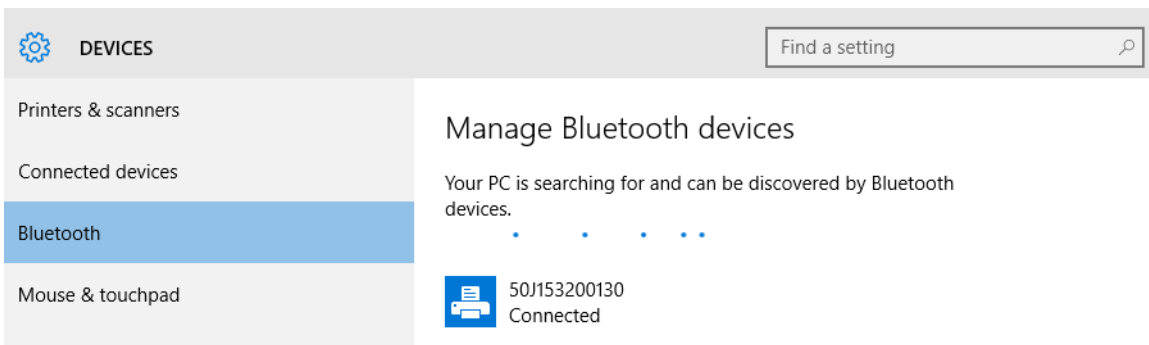 DEVICES
Find a setting
Printers & scanners
Connected devices
Bluetooth
Mouse & touchpad
Manage Bluetooth devices
Your PC is searching for and can be discovered by Bluetooth
devices.
50J153200130
Connected